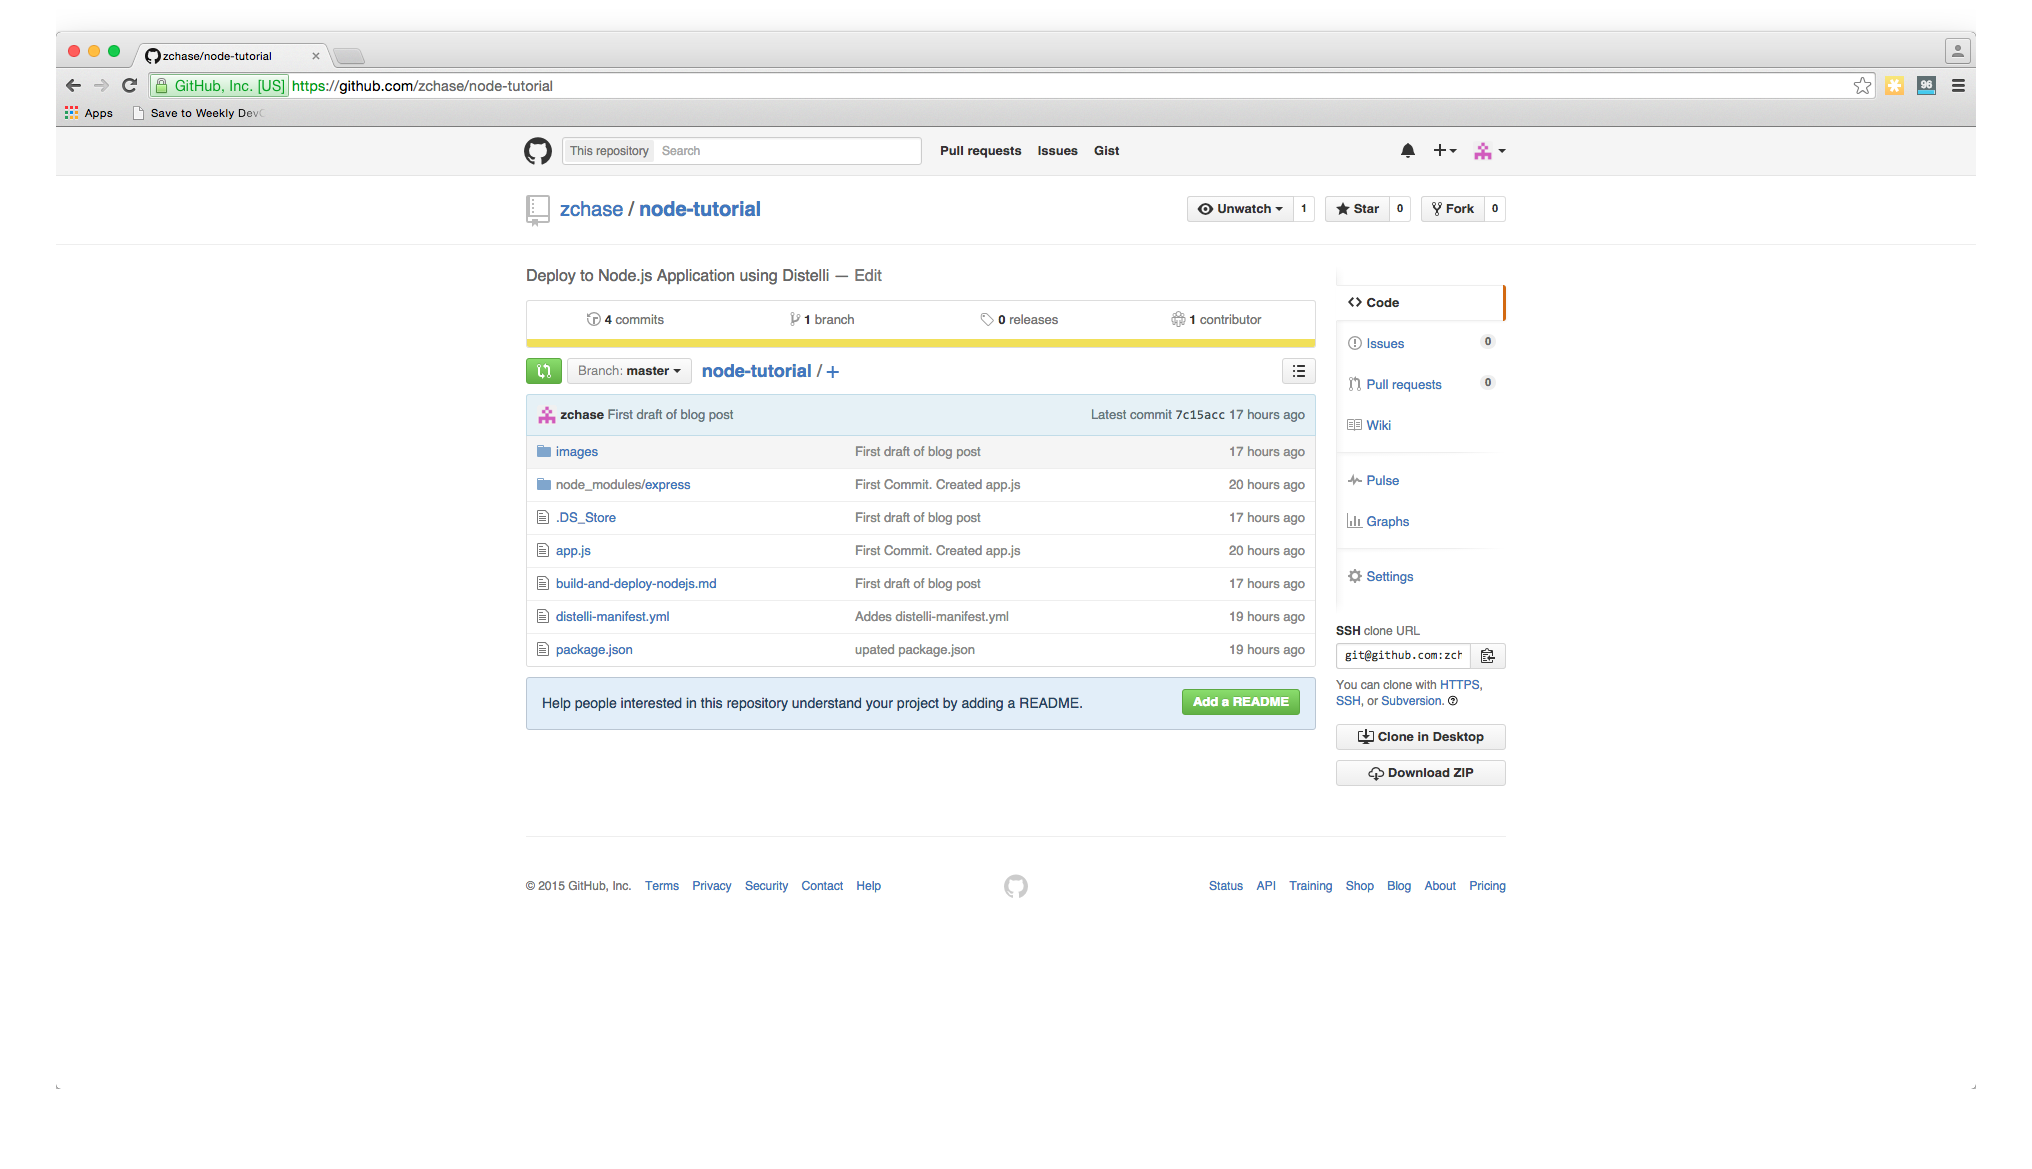 zchase/node-tutorial
GitHub, Inc. [US] https://github.com/zchase/node-tutorial
96
Apps Save to Weekly Dev
This repository Search Pull requests Issues Gist
zchase / node-tutorial
Unwatch 1 Star 0 Fork 0
Deploy to Node.js Application using Distelli — Edit
4 commits 1 branch 0 releases 1 contributor
Branch: master node-tutorial / +
zchase First draft of blog post Latest commit 7c15acc 17 hours ago
images First draft of blog post 17 hours ago
node_modules/express First Commit. Created app.js 20 hours ago
.DS_Store First draft of blog post 17 hours ago
app.js First Commit. Created app.js 20 hours ago
build-and-deploy-nodejs.md First draft of blog post 17 hours ago
distelli-manifest.yml Addes distelli-manifest.yml 19 hours ago
package.json upated package.json 19 hours ago
Help people interested in this repository understand your project by adding a README. Add a README
Code
Issues 0
Pull requests 0
Wiki
Pulse
Graphs
Settings
SSH clone URL
git@github.com:zch
You can clone with HTTPS,
SSH, or Subversion.
Clone in Desktop
Download ZIP
© 2015 GitHub, Inc. Terms Privacy Security Contact Help
Status API Training Shop Blog About Pricing